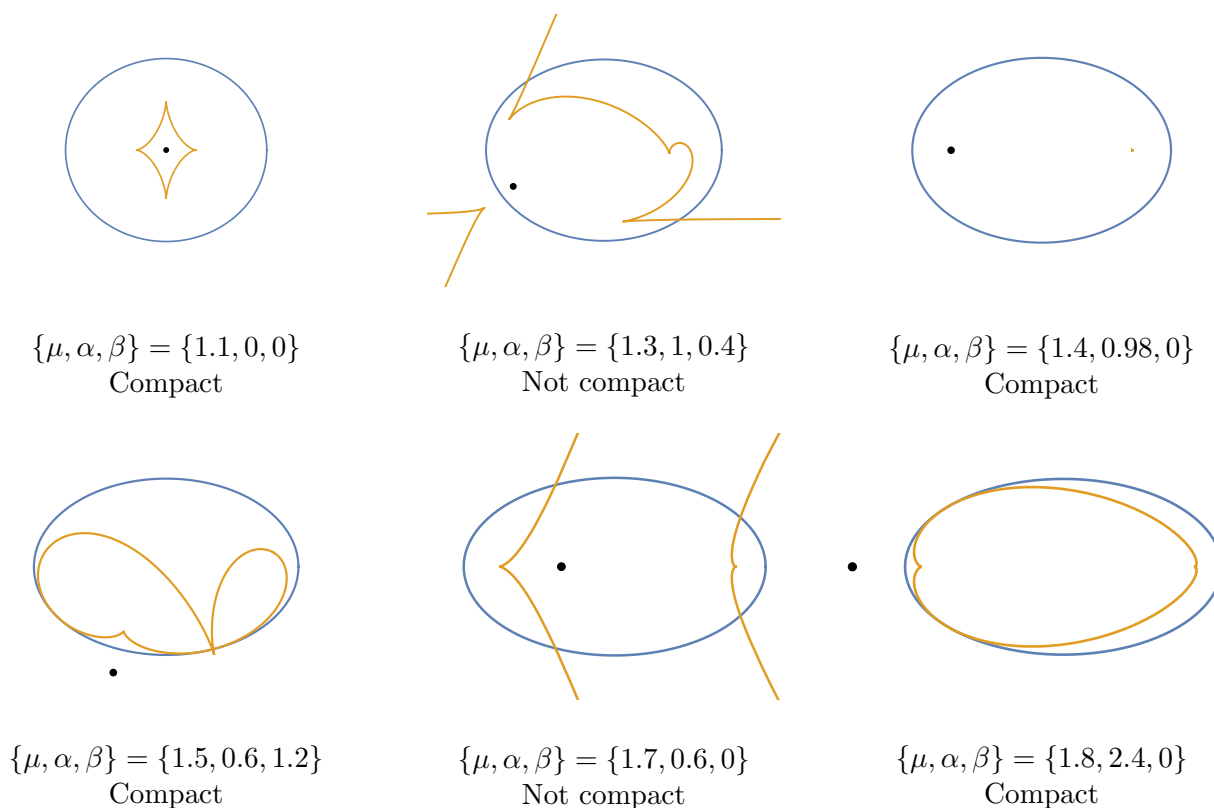 {μ, α, β} = {1.1, 0, 0}
Compact
{μ, α, β} = {1.3, 1, 0.4}
Not compact
{μ, α, β} = {1.4, 0.98, 0}
Compact
{μ, α, β} = {1.5, 0.6, 1.2}
Compact
{μ, α, β} = {1.7, 0.6, 0}
Not compact
{μ, α, β} = {1.8, 2.4, 0}
Compact